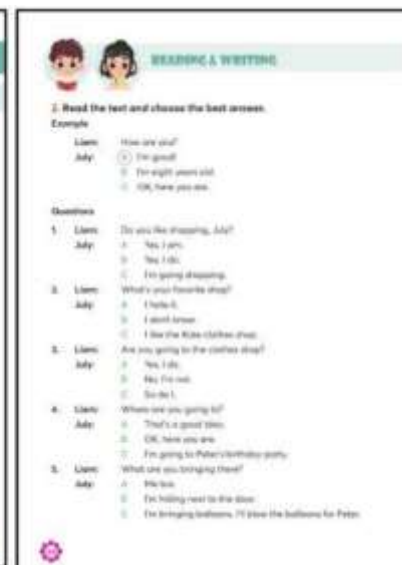 READING & WRITING
2. Read the text and choose the best answer.
Example
Liam: How are you?
July: A I'm good!
B I'm eight years old.
C OK, here you are.
Questions
1. Liam: Do you like shopping, July?
July: A Yes, I am.
B Yes, I do.
C I'm going shopping.
2. Liam: What's your favorite shop?
July: A I hate it.
B I don't know.
C I like the Kate clothes shop.
3. Liam: Are you going to the clothes shop?
July: A Yes, I do.
B No, I'm not.
C So do I.
4. Liam: Where are you going to?
July: A That's a good idea.
B OK, here you are.
C I'm going to Peter's birthday party.
5. Liam: What are you bringing there?
July: A Me too.
B I'm hiding next to the door.
C I'm bringing balloons. I'll blow the balloons for Peter.